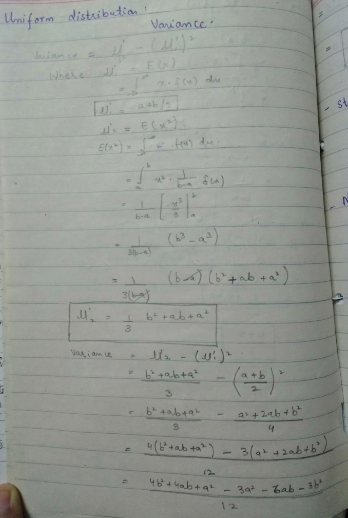 Uniform distribution:
Variance.
= μ'₂ - (μ'₁)²
Where μ'₁ = E(x)
= ∫ x. f(x) dx
μ'₁ = a+b/2
μ'₂ = E(x²)
E(x²) = ∫ x². f(x) dx
= ∫ₐᵇ x². 1/b-a
= 1/b-a [x³/3]ₐᵇ
= 1/3(b-a) (b³ - a³)
= 1/3(b-a) (b-a) (b² + ab + a²)
μ'₂ = 1/3 b² + ab + a²
Variance = μ'₂ - (μ'₁)²
= b² + ab + a²/3 - (a+b/2)²
= b² + ab + a²/3 - a² + 2ab + b²/4
= 4(b² + ab + a²) - 3(a² + 2ab + b²)/12
= 4b² + 4ab + a² - 3a² - 6ab - 3b²/12